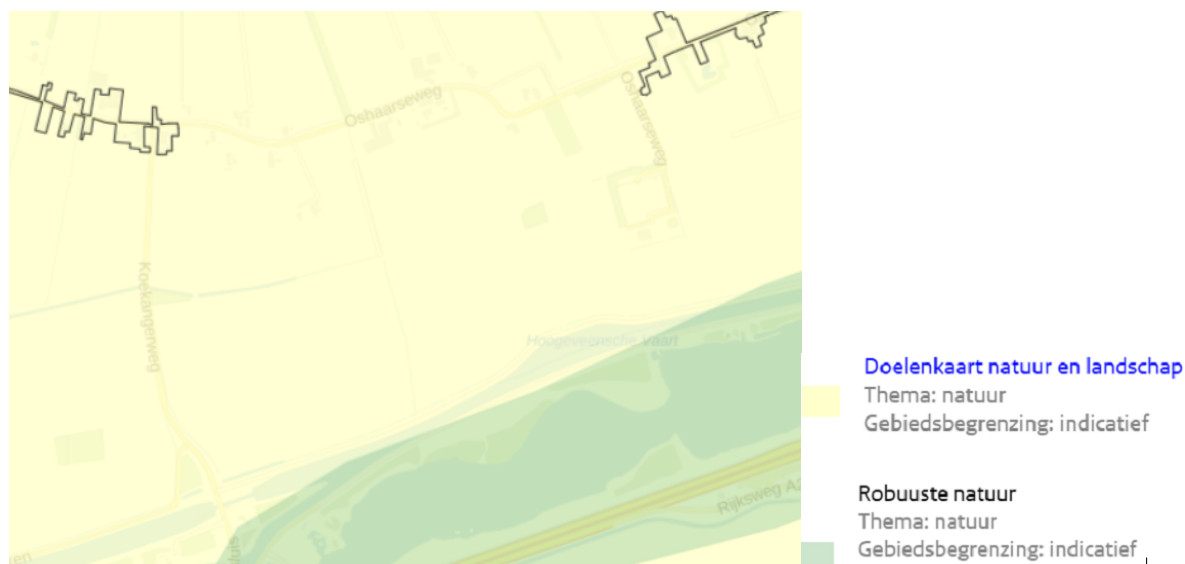 Oshaarseweg
Oshaarseweg
Koekangerweg
Hoogeveensche Vaart
Rijksweg A2
Doelenkaart natuur en landschap
Thema: natuur
Gebiedsbegrenzing: indicatief
Robuuste natuur
Thema: natuur
Gebiedsbegrenzing: indicatief